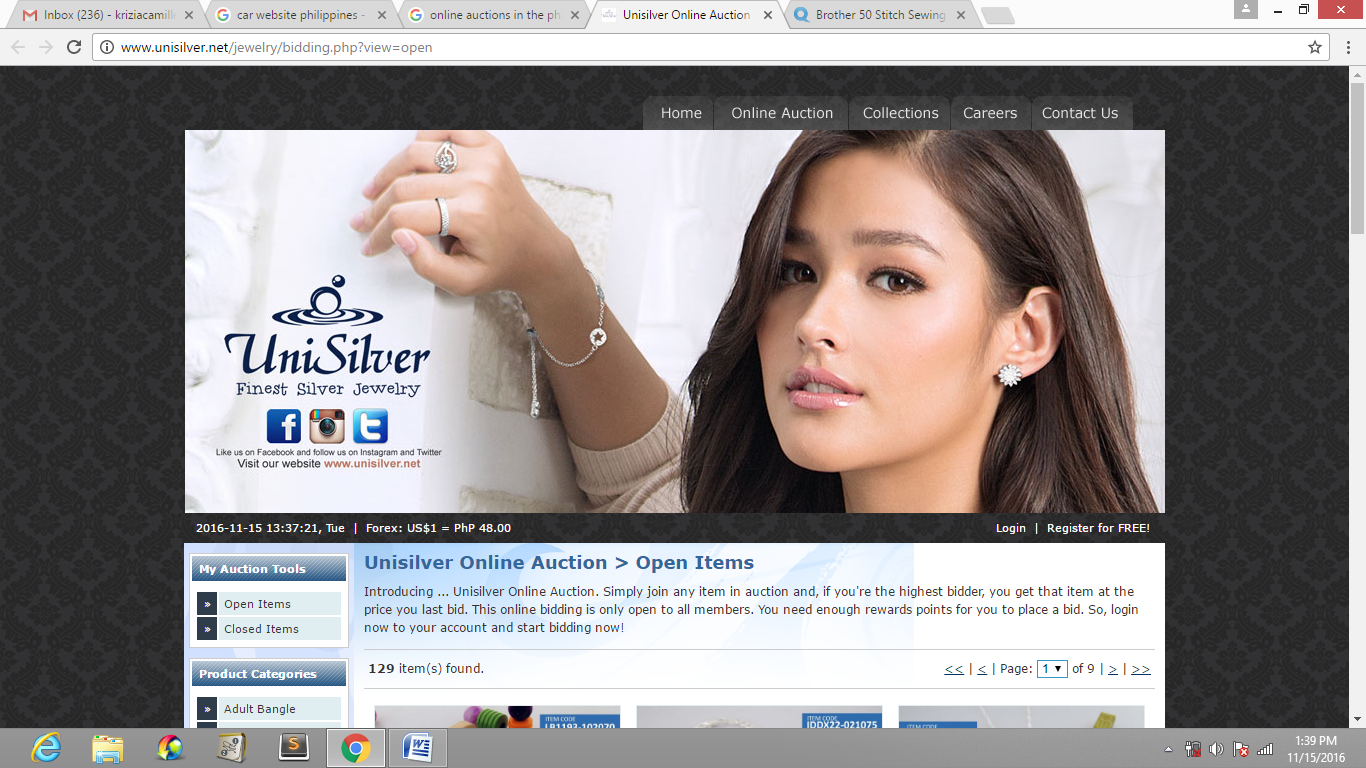 Inbox (236) - kriziacamille
car website philippines -
online auctions in the ph
Unisilver Online Auction
Brother 50 Stitch Sewing
www.unisilver.net/jewelry/bidding.php?view=open
Home Online Auction Collections Careers Contact Us
UniSilver
Finest Silver Jewelry
Like us on Facebook and follow us on Instagram and Twitter
Visit our website www.unisilver.net
2016-11-15 13:37:21, Tue | Forex: US$1 = PhP 48.00
Login | Register for FREE!
My Auction Tools
» Open Items
» Closed Items
Product Categories
» Adult Bangle
Unisilver Online Auction > Open Items
Introducing ... Unisilver Online Auction. Simply join any item in auction and, if you're the highest bidder, you get that item at the
price you last bid. This online bidding is only open to all members. You need enough rewards points for you to place a bid. So, login
now to your account and start bidding now!
129 item(s) found.
<< | < | Page: 1 of 9 | > | >>
ITEM CODE
LB1193-102070
ITEM CODE
IDDX22-021075
ITEM CODE
1:39 PM
11/15/2016